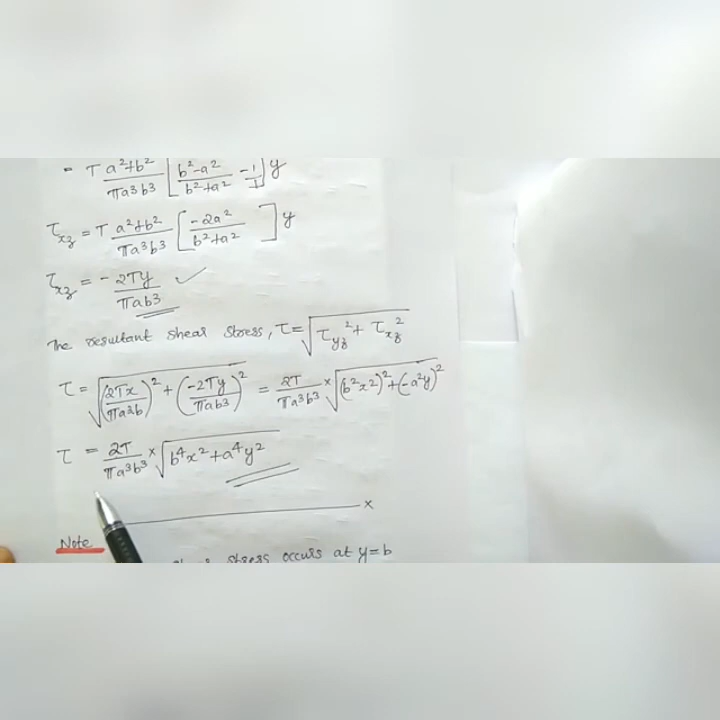 = T a²+b² / πa³b³ [ b²-a² / b²+a² - 1/1 ] y
τxz = T a²+b² / πa³b³ [ -2a² / b²+a² ] y
τxz = - 2Ty / πab³ ✓
The resultant shear stress, τ = √(τyz² + τxz²)
τ = √((2Tx / πa³b)² + (-2Ty / πab³)²) = 2T / πa³b³ × √((b²x²)² + (-a²y)²)
τ = 2T / πa³b³ × √(b⁴x² + a⁴y²)
x
Note
stress occurs at y=b